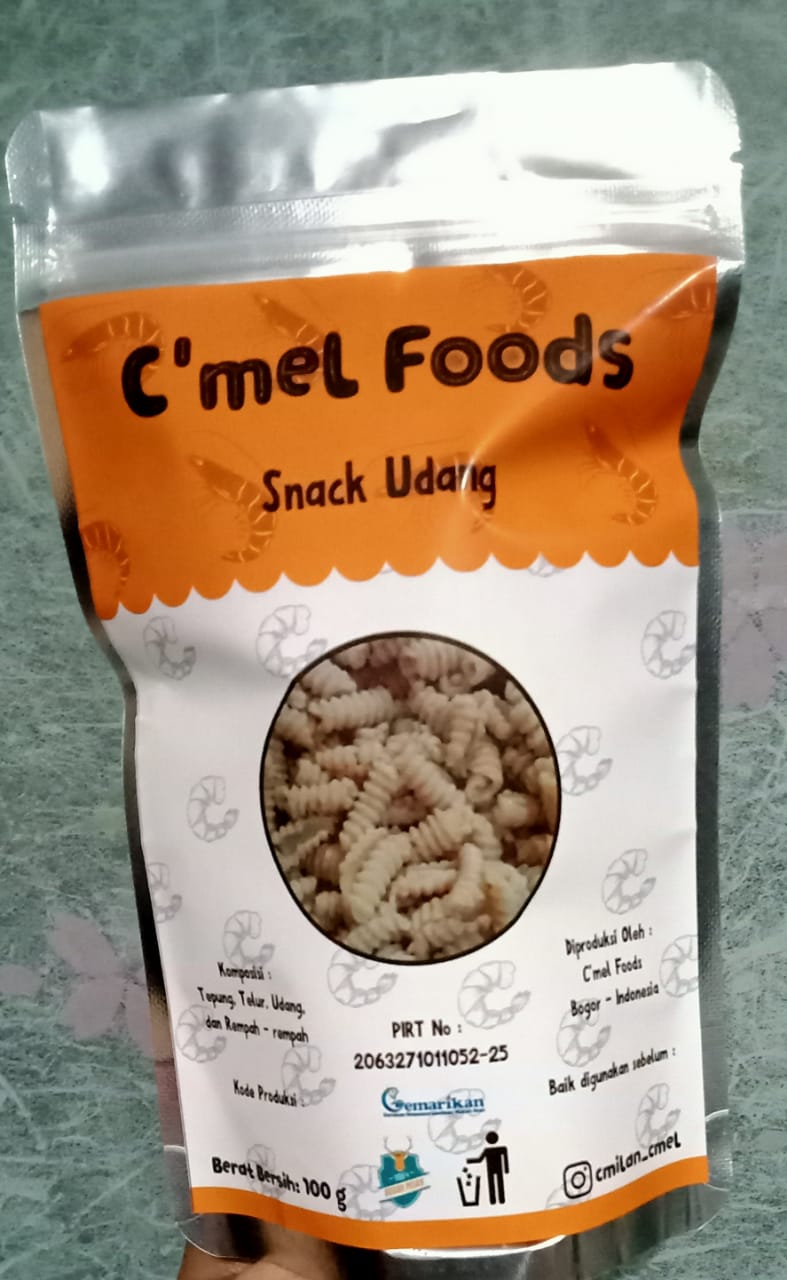 C'mel Foods
Snack Udang
Komposisi :
Tepung, Telur, Udang,
dan Rempah - rempah
Kode Produksi :
Berat Bersih: 100 g
PIRT No :
2063271011052-25
Gemarikan
Diproduksi Oleh :
C'mel Foods
Bogor - Indonesia
Baik digunakan sebelum :
cmilan_cmel